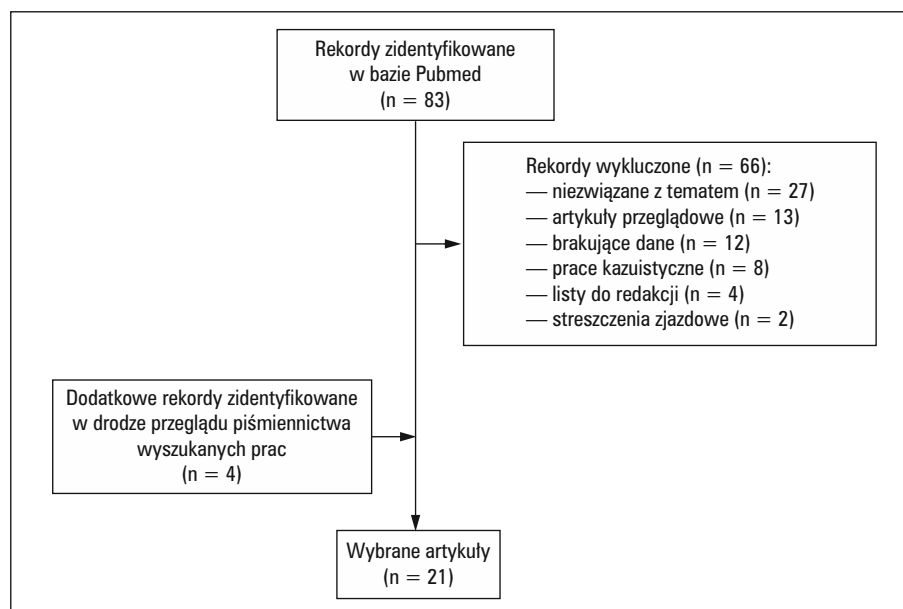 Rekordy zidentyfikowane
w bazie Pubmed
(n = 83)
Rekordy wykluczone (n = 66):
— niezwiązane z tematem (n = 27)
— artykuły przeglądowe (n = 13)
— brakujące dane (n = 12)
— prace kazuistyczne (n = 8)
— listy do redakcji (n = 4)
— streszczenia zjazdowe (n = 2)
Dodatkowe rekordy zidentyfikowane
w drodze przeglądu piśmiennictwa
wyszukanych prac
(n = 4)
Wybrane artykuły
(n = 21)